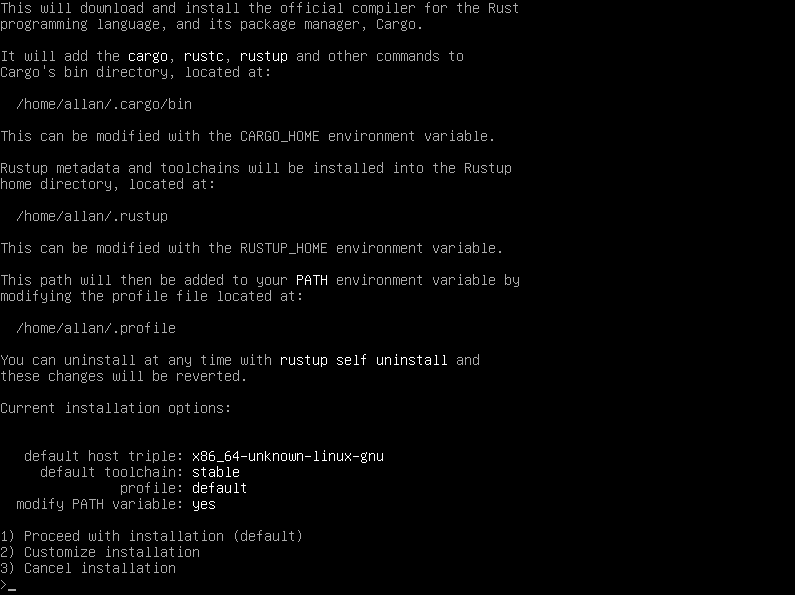 This will download and install the official compiler for the Rust
programming language, and its package manager, Cargo.
It will add the cargo, rustc, rustup and other commands to
Cargo's bin directory, located at:
/home/allan/.cargo/bin
This can be modified with the CARGO_HOME environment variable.
Rustup metadata and toolchains will be installed into the Rustup
home directory, located at:
/home/allan/.rustup
This can be modified with the RUSTUP_HOME environment variable.
This path will then be added to your PATH environment variable by
modifying the profile file located at:
/home/allan/.profile
You can uninstall at any time with rustup self uninstall and
these changes will be reverted.
Current installation options:
default host triple: x86_64-unknown-linux-gnu
default toolchain: stable
profile: default
modify PATH variable: yes
1) Proceed with installation (default)
2) Customize installation
3) Cancel installation
>_